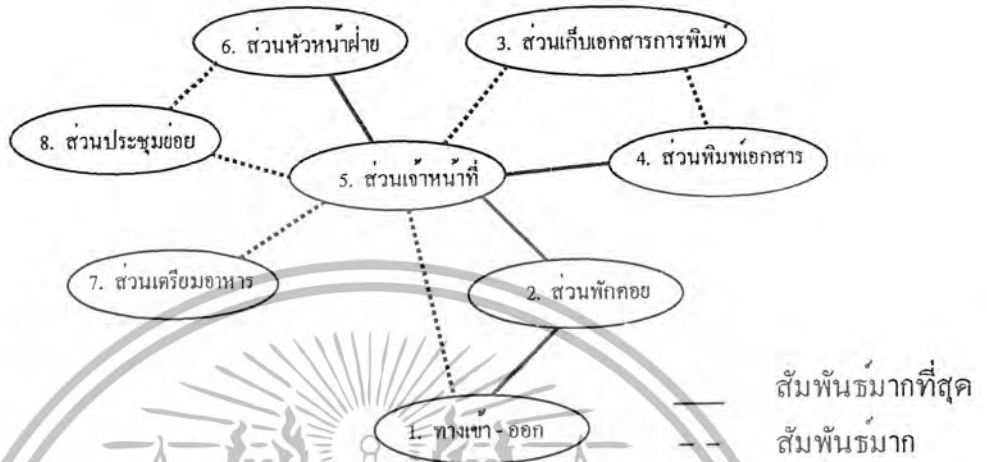 6. ส่วนหัวหน้าฝ่าย
3. ส่วนเก็บเอกสารการพิมพ์
8. ส่วนประชุมย่อย
5. ส่วนเจ้าหน้าที่
4. ส่วนพิมพ์เอกสาร
7. ส่วนเตรียมอาหาร
2. ส่วนพักคอย
1. ทางเข้า - ออก
สัมพันธ์มากที่สุด
สัมพันธ์มาก